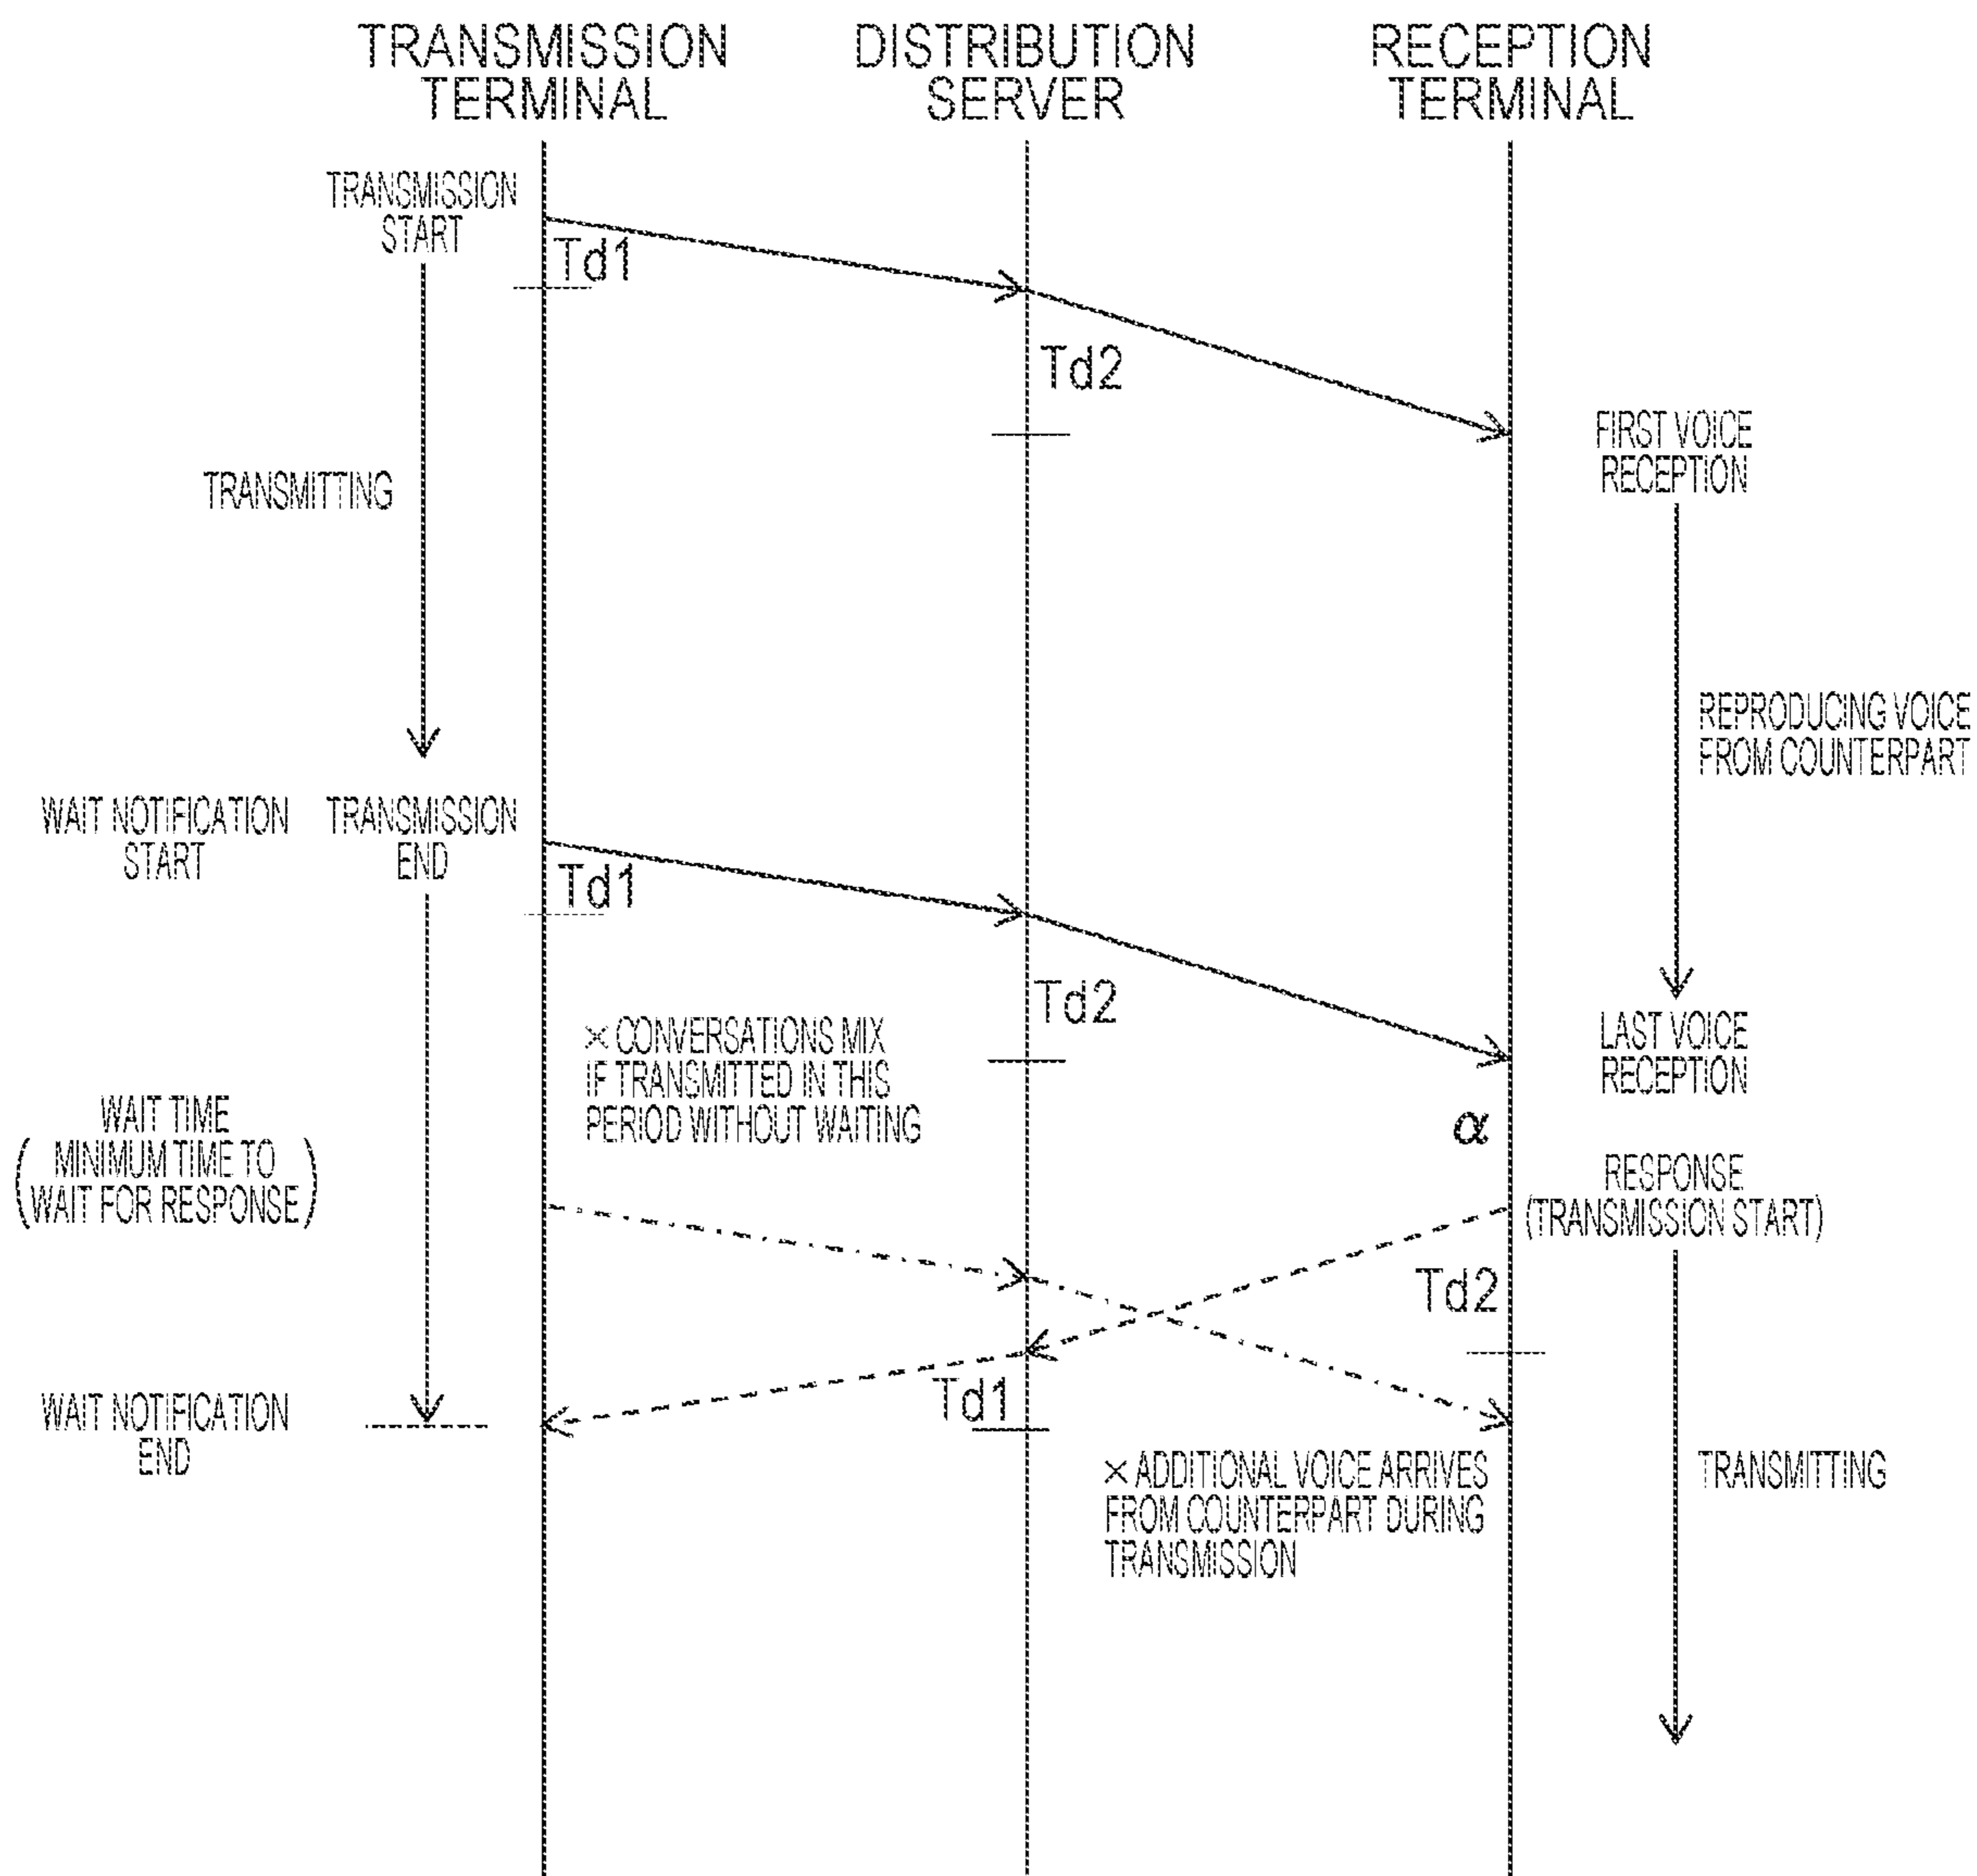 TRANSMISSION
TERMINAL
DISTRIBUTION
SERVER
RECEPTION
TERMINAL
TRANSMISSION
START
Td1
Td2
FIRST VOICE
RECEPTION
TRANSMITTING
REPRODUCING VOICE
FROM COUNTERPART
WAIT NOTIFICATION
START
TRANSMISSION
END
Td1
Td2
× CONVERSATIONS MIX
IF TRANSMITTED IN THIS
PERIOD WITHOUT WAITING
LAST VOICE
RECEPTION
WAIT TIME
(MINIMUM TIME TO
WAIT FOR RESPONSE)
α
RESPONSE
(TRANSMISSION START)
Td2
Td1
WAIT NOTIFICATION
END
× ADDITIONAL VOICE ARRIVES
FROM COUNTERPART DURING
TRANSMISSION
TRANSMITTING